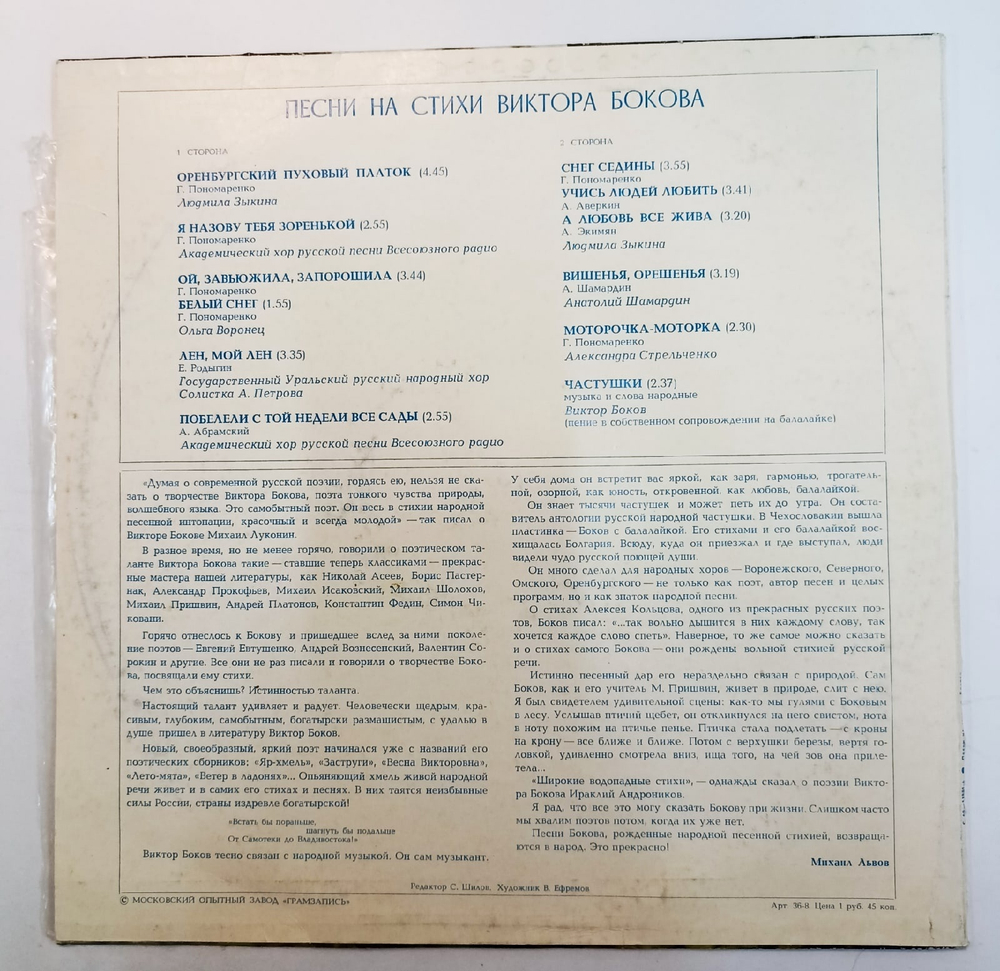 ПЕСНИ НА СТИХИ ВИКТОРА БОКОВА
1 СТОРОНА
ОРЕНБУРГСКИЙ ПУХОВЫЙ ПЛАТОК (4.45)
Г. Пономаренко
Людмила Зыкина
Я НАЗОВУ ТЕБЯ ЗОРЕНЬКОЙ (2.55)
Г. Пономаренко
Академический хор русской песни Всесоюзного радио
ОЙ, ЗАВЬЮЖИЛА, ЗАПОРОШИЛА (3.44)
Г. Пономаренко
БЕЛЫЙ СНЕГ (1.55)
Г. Пономаренко
Ольга Воронец
ЛЕН, МОЙ ЛЕН (3.35)
Е. Родыгин
Государственный Уральский русский народный хор
Солистка А. Петрова
ПОБЕЛЕЛИ С ТОЙ НЕДЕЛИ ВСЕ САДЫ (2.55)
А. Абрамский
Академический хор русской песни Всесоюзного радио
2 СТОРОНА
СНЕГ СЕДИНЫ (3.55)
Г. Пономаренко
УЧИСЬ ЛЮДЕЙ ЛЮБИТЬ (3.41)
А. Аверкин
А ЛЮБОВЬ ВСЕ ЖИВА (3.20)
А. Экимян
Людмила Зыкина
ВИШЕНЬЯ, ОРЕШЕНЬЯ (3.19)
А. Шамардин
Анатолий Шамардин
МОТОРОЧКА-МОТОРКА (2.30)
Г. Пономаренко
Александра Стрельченко
ЧАСТУШКИ (2.37)
музыка и слова народные
Виктор Боков
(пение в собственном сопровождении на балалайке)
«Думая о современной русской поэзии, гордясь ею, нельзя не ска-
зать о творчестве Виктора Бокова, поэта тонкого чувства природы,
волшебного языка. Это самобытный поэт. Он весь в стихии народной
песенной интонации, красочный и всегда молодой» — так писал о
Викторе Бокове Михаил Луконин.
В разное время, но не менее горячо, говорили о поэтическом та-
ланте Виктора Бокова такие — ставшие теперь классиками — прекрас-
ные мастера нашей литературы, как Николай Асеев, Борис Пастер-
нак, Александр Прокофьев, Михаил Исаковский, Михаил Шолохов,
Михаил Пришвин, Андрей Платонов, Константин Федин, Симон Чи-
ковани.
Горячо отнеслось к Бокову и пришедшее вслед за ними поколе-
ние поэтов — Евгений Евтушенко, Андрей Вознесенский, Валентин Со-
рокин и другие. Все они не раз писали и говорили о творчестве Боко-
ва, посвящали ему стихи.
Чем это объяснишь? Истинностью таланта.
Настоящий талант удивляет и радует. Человечески щедрым, кра-
сивым, глубоким, самобытным, богатырски размашистым, с удалью в
душе пришел в литературу Виктор Боков.
Новый, своеобразный, яркий поэт начинался уже с названий его
поэтических сборников: «Яр-хмель», «Заструги», «Весна Викторовна»,
«Лето-мята», «Ветер в ладонях»... Опьяняющий хмель живой народной
речи живет и в самих его стихах и песнях. В них таятся неизбывные
силы России, страны издревле богатырской!
«Встать бы пораньше,
шагнуть бы подальше
От Самотеки до Владивостока!»
Виктор Боков тесно связан с народной музыкой. Он сам музыкант.
У себя дома он встретит вас яркой, как заря, гармонью, трогатель-
ной, озорной, как юность, откровенной, как любовь, балалайкой.
Он знает тысячи частушек и может петь их до утра. Он соста-
витель антологии русской народной частушки. В Чехословакии вышла
пластинка — Боков с балалайкой. Его стихами и его балалайкой вос-
хищалась Болгария. Всюду, куда он приезжал и где выступал, люди
видели чудо русской поющей души.
Он много сделал для народных хоров — Воронежского, Северного,
Омского, Оренбургского — не только как поэт, автор песен и целых
программ, но и как знаток народной песни.
О стихах Алексея Кольцова, одного из прекрасных русских поэ-
тов, Боков писал: «...так вольно дышится в них каждому слову, так
хочется каждое слово спеть». Наверное, то же самое можно сказать
и о стихах самого Бокова — они рождены вольной стихией русской
речи.
Истинно песенный дар его нераздельно связан с природой. Сам
Боков, как и его учитель М. Пришвин, живет в природе, слит с нею.
Я был свидетелем удивительной сцены: как-то мы гуляли с Боковым
в лесу. Услышав птичий щебет, он откликнулся на него свистом, нота
в ноту похожим на птичье пенье. Птичка стала подлетать — с кроны
на крону — все ближе и ближе. Потом с верхушки березы, вертя го-
ловкой, удивленно смотрела вниз, ища того, на чей зов она приле-
тела...
«Широкие водопадные стихи», — однажды сказал о поэзии Викто-
ра Бокова Ираклий Андроников.
Я рад, что все это могу сказать Бокову при жизни. Слишком часто
мы хвалим поэтов потом, когда их уже нет.
Песни Бокова, рожденные народной песенной стихией, возвраща-
ются в народ. Это прекрасно!
Михаил Львов
Редактор С. Шилов. Художник В. Ефремов
© МОСКОВСКИЙ ОПЫТНЫЙ ЗАВОД «ГРАМЗАПИСЬ»
Арт. 36-8. Цена 1 руб. 45 коп.